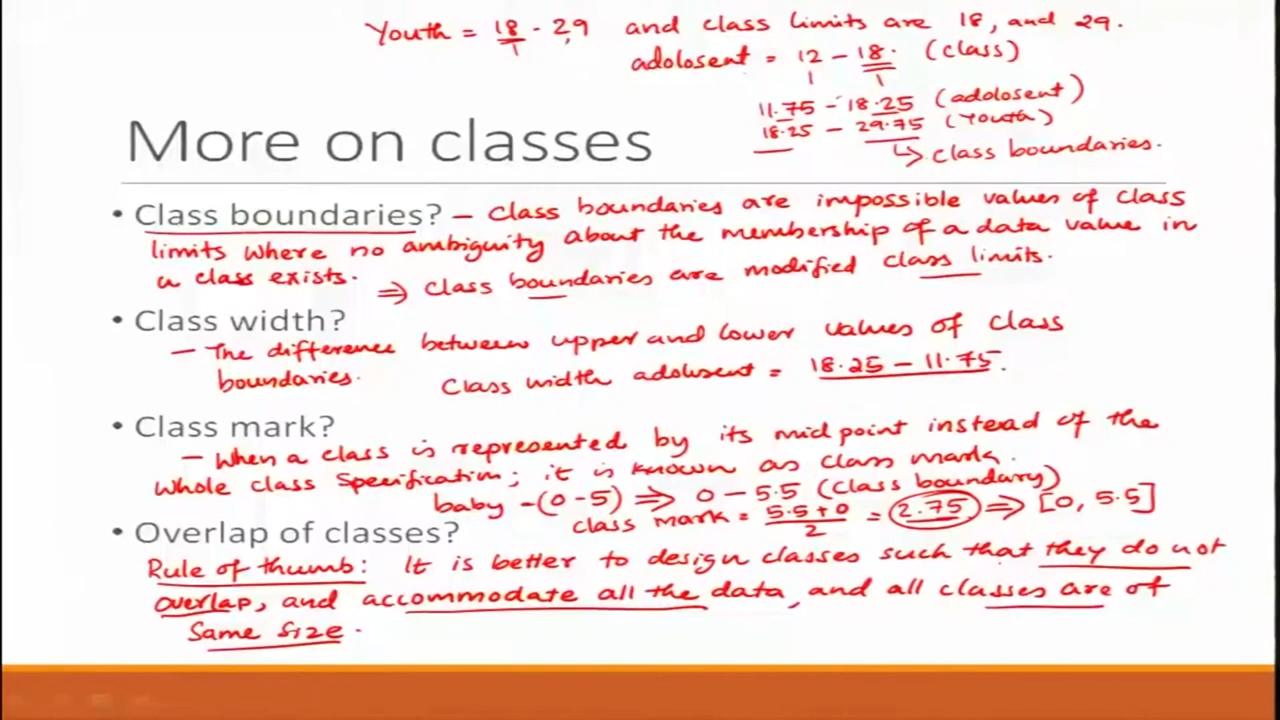 Youth = 18 - 29 and class limits are 18, and 29.
adolosent = 12 - 18. (class)
11.75 - 18.25 (adolosent)
18.25 - 29.75 (Youth)
↳ class boundaries.
More on classes
• Class boundaries? - Class boundaries are impossible values of class
limits where no ambiguity about the membership of a data value in
a class exists. ⇒ class boundaries are modified class limits.
• Class width?
- The difference between upper and lower values of class
boundaries. Class width adolosent = 18.25 - 11.75.
• Class mark?
- When a class is represented by its mid point instead of the
whole class specification; it is known as class mark.
baby - (0-5) ⇒ 0 - 5.5 (class boundary)
class mark = 5.5+0/2 = 2.75 ⇒ [0, 5.5]
• Overlap of classes?
Rule of thumb: It is better to design classes such that they do not
overlap, and accommodate all the data, and all classes are of
same size.